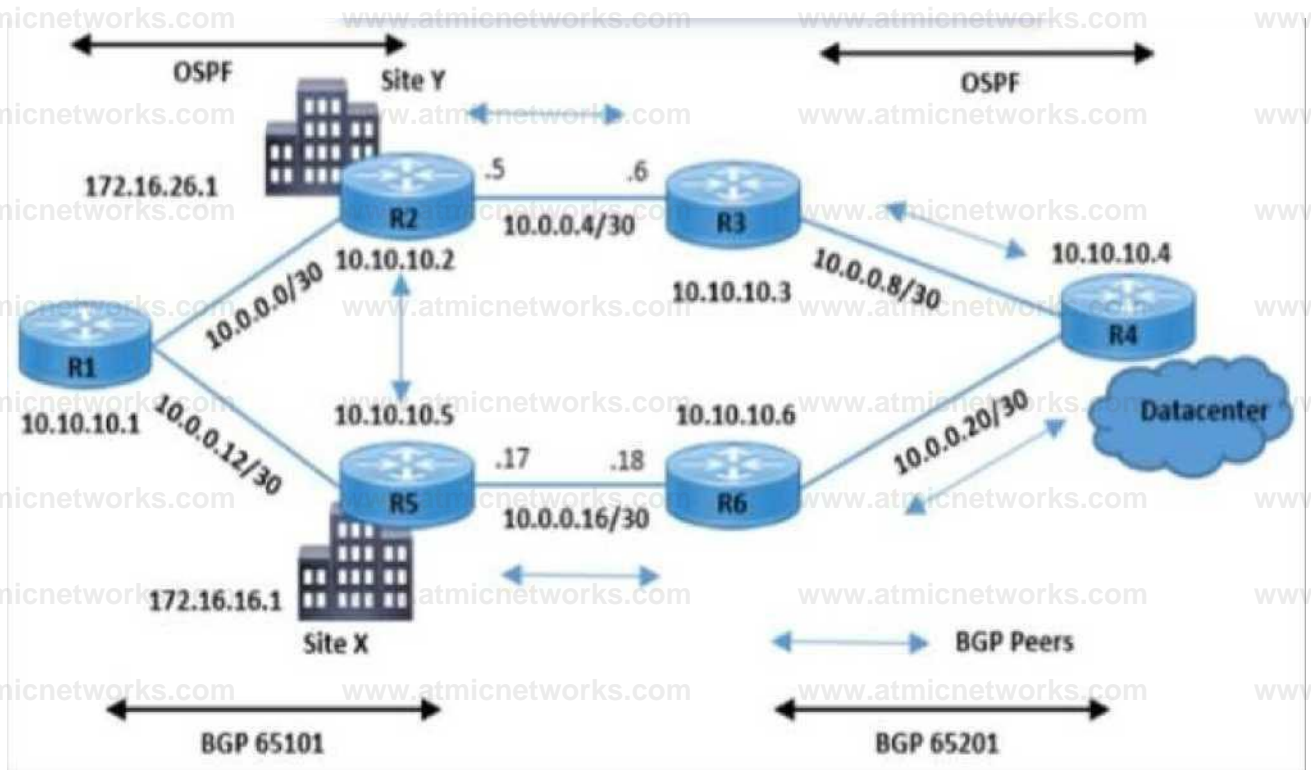 www.atmicnetworks.com
OSPF
OSPF
Site Y
172.16.26.1
.5
.6
R2
10.0.0.4/30
R3
10.10.10.2
10.10.10.3
10.10.10.4
10.0.0.0/30
10.0.0.8/30
R1
R4
10.10.10.1
10.0.0.12/30
10.10.10.5
10.10.10.6
10.0.0.20/30
Datacenter
.17
.18
R5
R6
10.0.0.16/30
172.16.16.1
Site X
BGP Peers
BGP 65101
BGP 65201